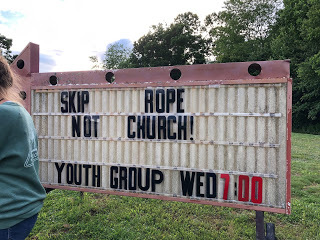 SKIP ROPE
NOT CHURCH!
YOUTH GROUP WED 7:00